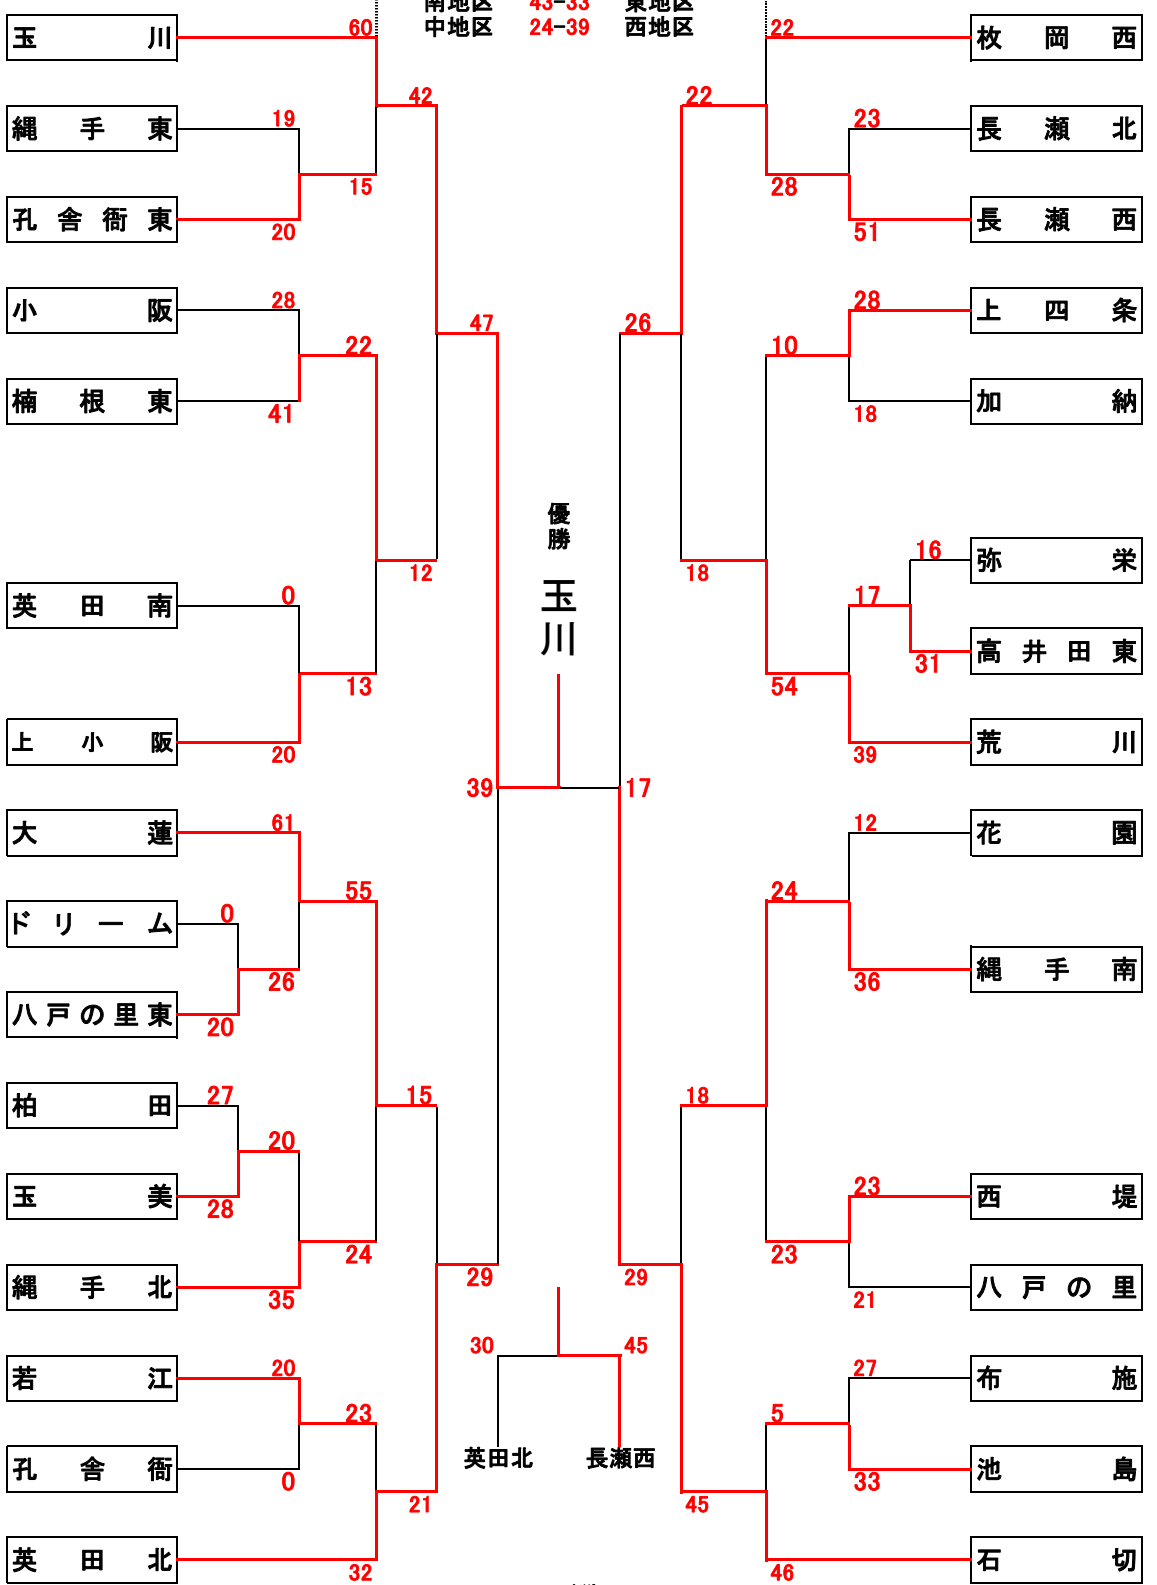 南地区 43-33 東地区
中地区 24-39 西地区
玉川
60
縄手東
19
15
孔舎衙東
20
42
小阪
28
22
楠根東
41
47
英田南
0
12
13
上小阪
20
大蓮
61
55
ドリーム
0
26
八戸の里東
20
柏田
27
20
15
玉美
28
24
縄手北
35
29
若江
20
23
孔舎衙
0
21
英田北
32
優勝
玉川
39
17
30
45
英田北
長瀬西
22
枚岡西
22
23
長瀬北
28
51
長瀬西
26
28
上四条
10
18
加納
16
弥栄
18
17
31
高井田東
54
39
荒川
12
花園
24
36
縄手南
18
23
西堤
23
21
八戸の里
29
27
布施
5
33
池島
45
46
石切